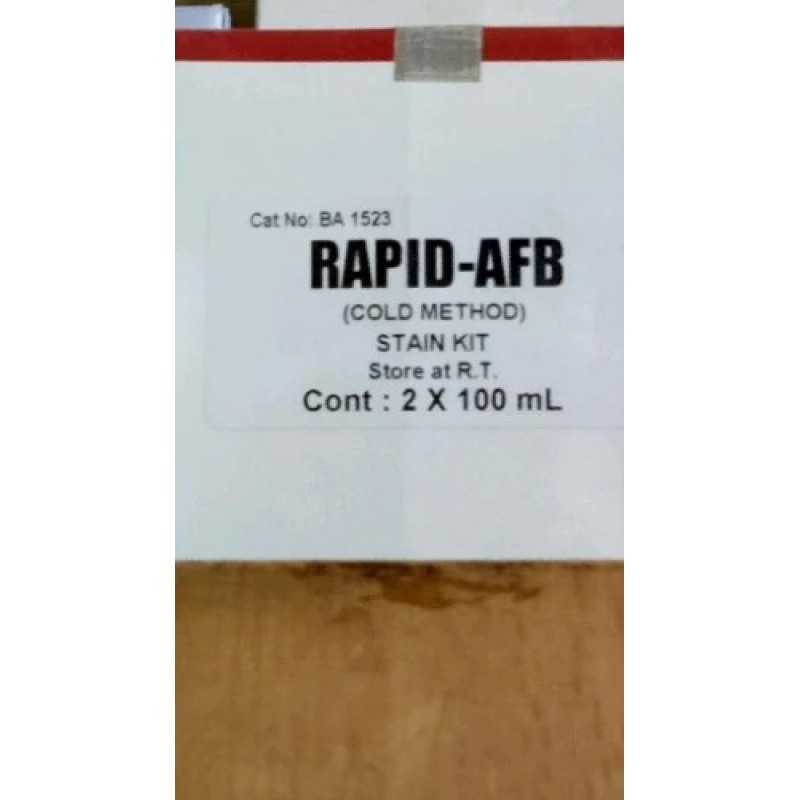 Cat No: BA 1523
RAPID-AFB
(COLD METHOD)
STAIN KIT
Store at R.T.
Cont : 2 X 100 mL